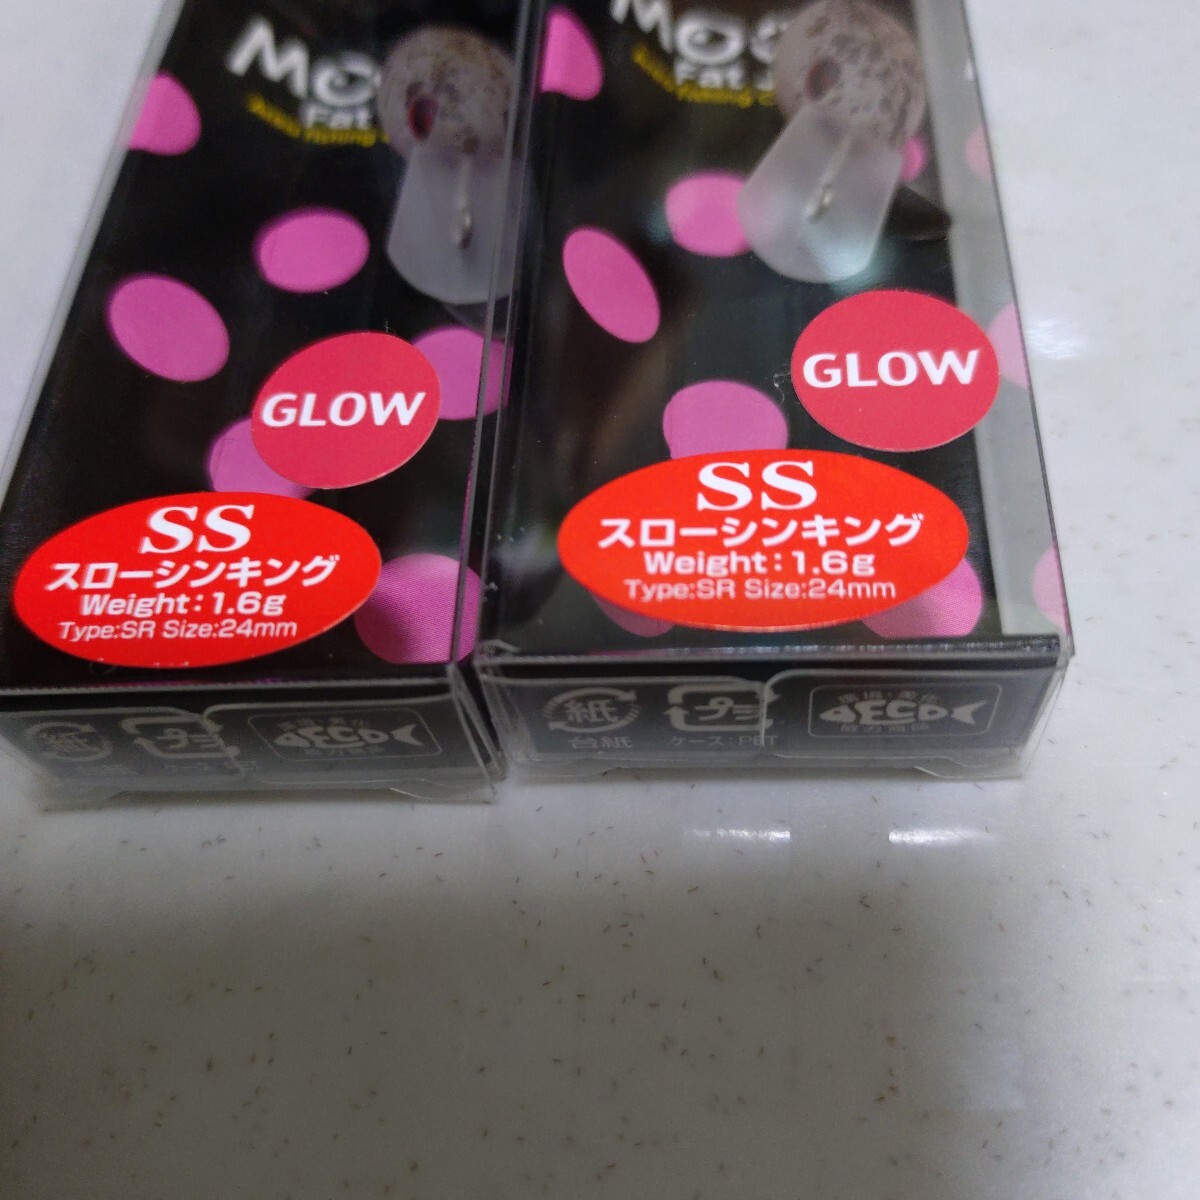 Fat
GLOW
SS
スローシンキング
Weight:1.6g
Type:SR Size:24mm
Fat
GLOW
SS
スローシンキング
Weight:1.6g
Type:SR Size:24mm
紙
台紙
プラ
ケース:PET